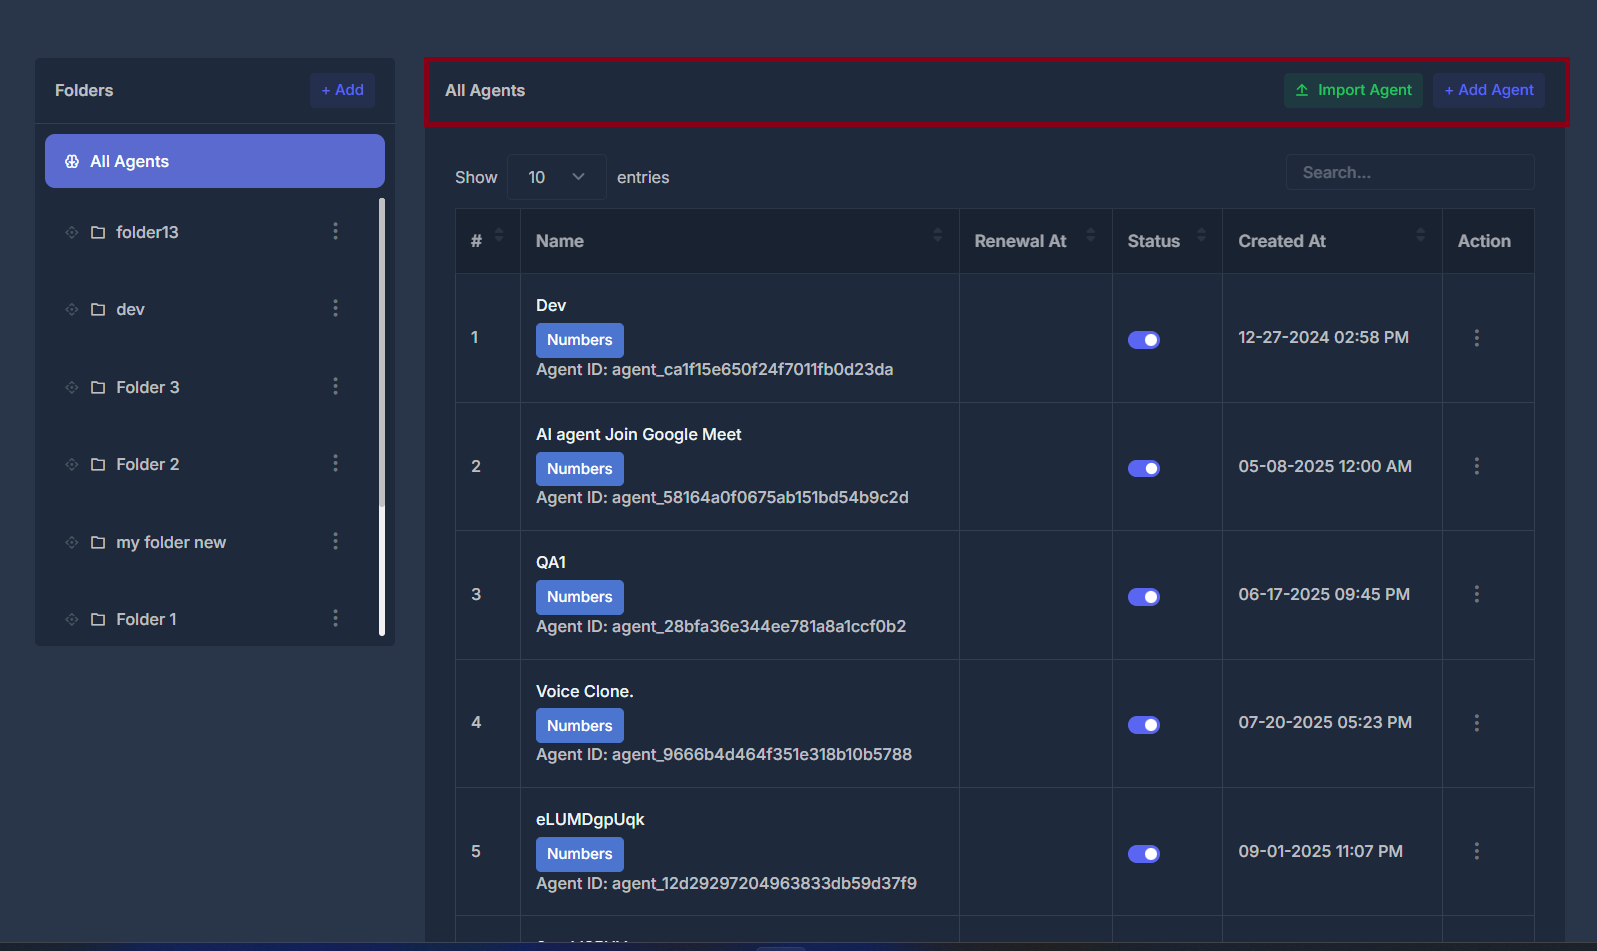 Folders
+ Add
All Agents
folder13
dev
Folder 3
Folder 2
my folder new
Folder 1
All Agents
Import Agent
+ Add Agent
Show 10 entries
Search...
# Name Renewal At Status Created At Action
Dev
1 Numbers 12-27-2024 02:58 PM
Agent ID: agent_ca1f15e650f24f7011fb0d23da
AI agent Join Google Meet
2 Numbers 05-08-2025 12:00 AM
Agent ID: agent_58164a0f0675ab151bd54b9c2d
QA1
3 Numbers 06-17-2025 09:45 PM
Agent ID: agent_28bfa36e344ee781a8a1ccf0b2
Voice Clone.
4 Numbers 07-20-2025 05:23 PM
Agent ID: agent_9666b4d464f351e318b10b5788
eLUMDgpUqk
5 Numbers 09-01-2025 11:07 PM
Agent ID: agent_12d29297204963833db59d37f9